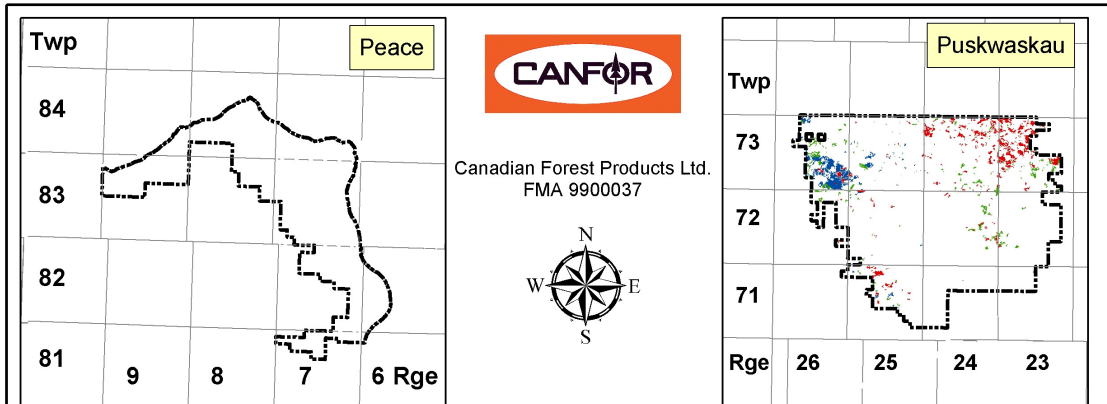 Twp
Peace
84
83
82
81
9 8 7 6 Rge
CANFOR
Canadian Forest Products Ltd.
FMA 9900037
N
W E
S
Puskwaskau
Twp
73
72
71
Rge 26 25 24 23